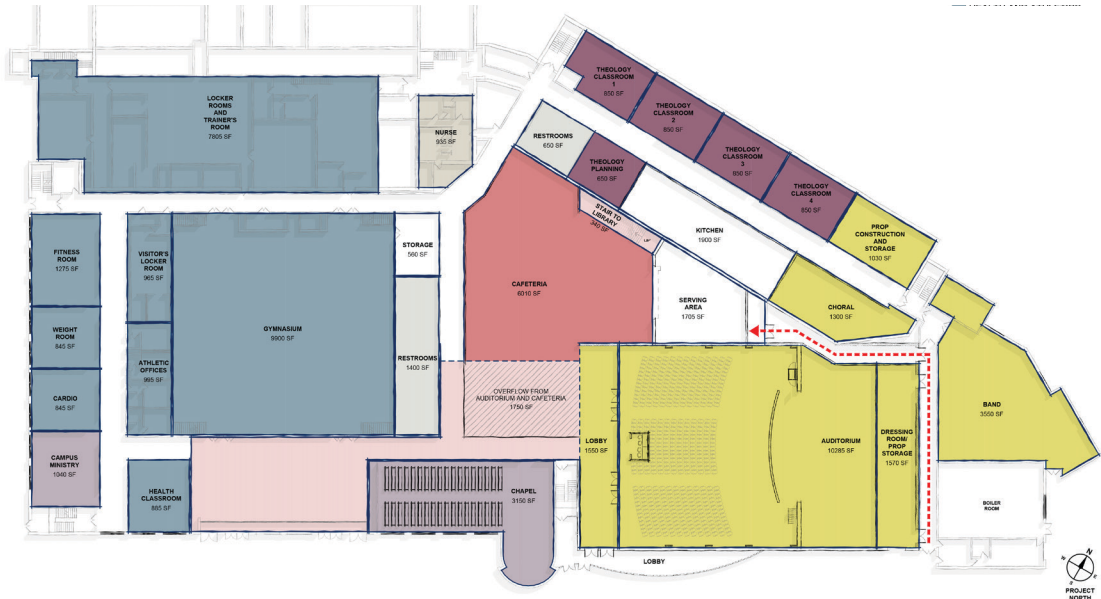 THEOLOGY
CLASSROOM
1
850 SF
LOCKER
ROOMS
AND
TRAINER'S
ROOM
7805 SF
THEOLOGY
CLASSROOM
2
850 SF
NURSE
935 SF
RESTROOMS
650 SF
THEOLOGY
CLASSROOM
3
850 SF
THEOLOGY
PLANNING
650 SF
THEOLOGY
CLASSROOM
4
850 SF
STAIR TO
LIBRARY
340 SF
KITCHEN
1900 SF
PROP
CONSTRUCTION
AND
STORAGE
1030 SF
FITNESS
ROOM
1275 SF
VISITOR'S
LOCKER
ROOM
965 SF
STORAGE
560 SF
CAFETERIA
6010 SF
SERVING
AREA
1705 SF
CHORAL
1300 SF
WEIGHT
ROOM
845 SF
GYMNASIUM
9900 SF
ATHLETIC
OFFICES
995 SF
RESTROOMS
1400 SF
CARDIO
845 SF
OVERFLOW FROM
AUDITORIUM AND CAFETERIA
1750 SF
BAND
3550 SF
LOBBY
1550 SF
AUDITORIUM
10285 SF
DRESSING
ROOM/
PROP
STORAGE
1570 SF
CAMPUS
MINISTRY
1040 SF
HEALTH
CLASSROOM
885 SF
CHAPEL
3150 SF
BOILER
ROOM
LOBBY
N
W
E
S
PROJECT
NORTH